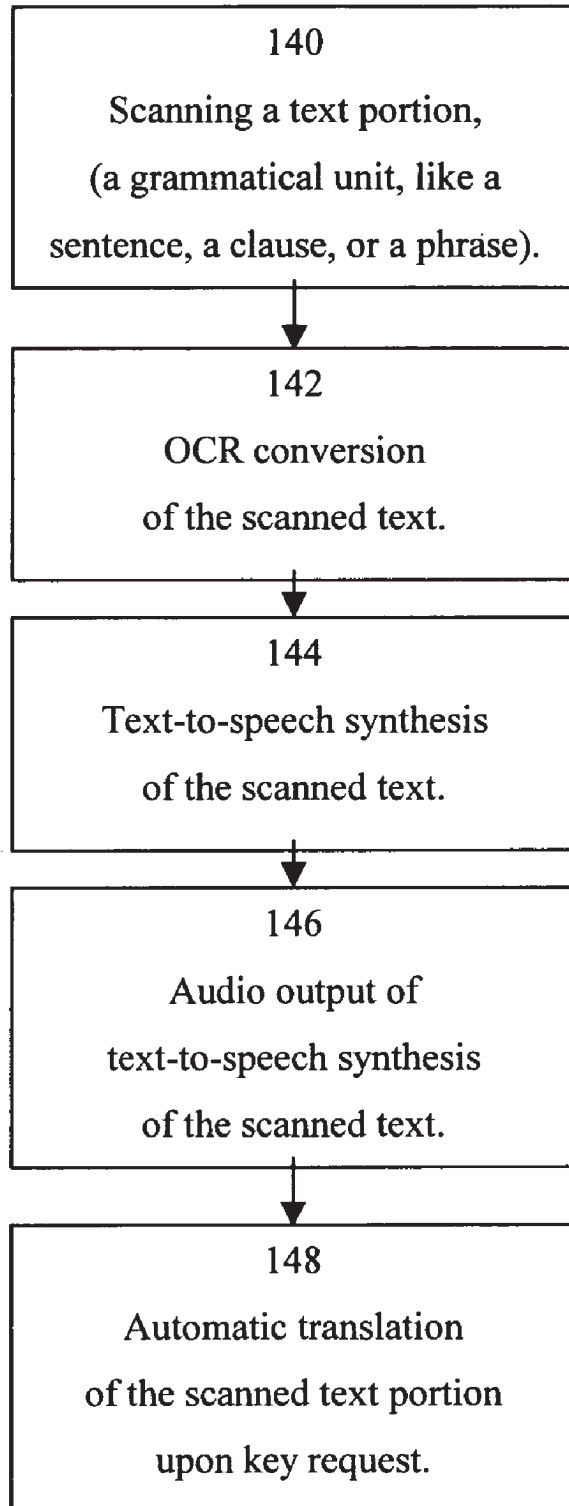 140
Scanning a text portion,
(a grammatical unit, like a
sentence, a clause, or a phrase).
142
OCR conversion
of the scanned text.
144
Text-to-speech synthesis
of the scanned text.
146
Audio output of
text-to-speech synthesis
of the scanned text.
148
Automatic translation
of the scanned text portion
upon key request.